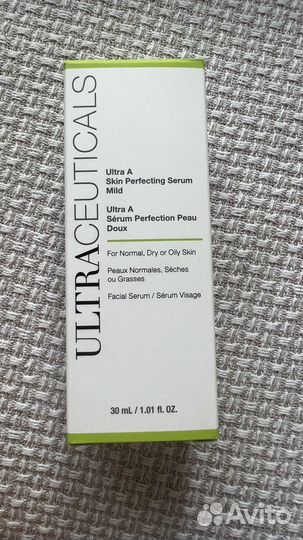 ULTRACEUTICALS
Ultra A
Skin Perfecting Serum
Mild
Ultra A
Sérum Perfection Peau
Doux
For Normal, Dry or Oily Skin
Peaux Normales, Sèches
ou Grasses
Facial Serum / Sérum Visage
30 mL / 1.01 fl. OZ.
Avito